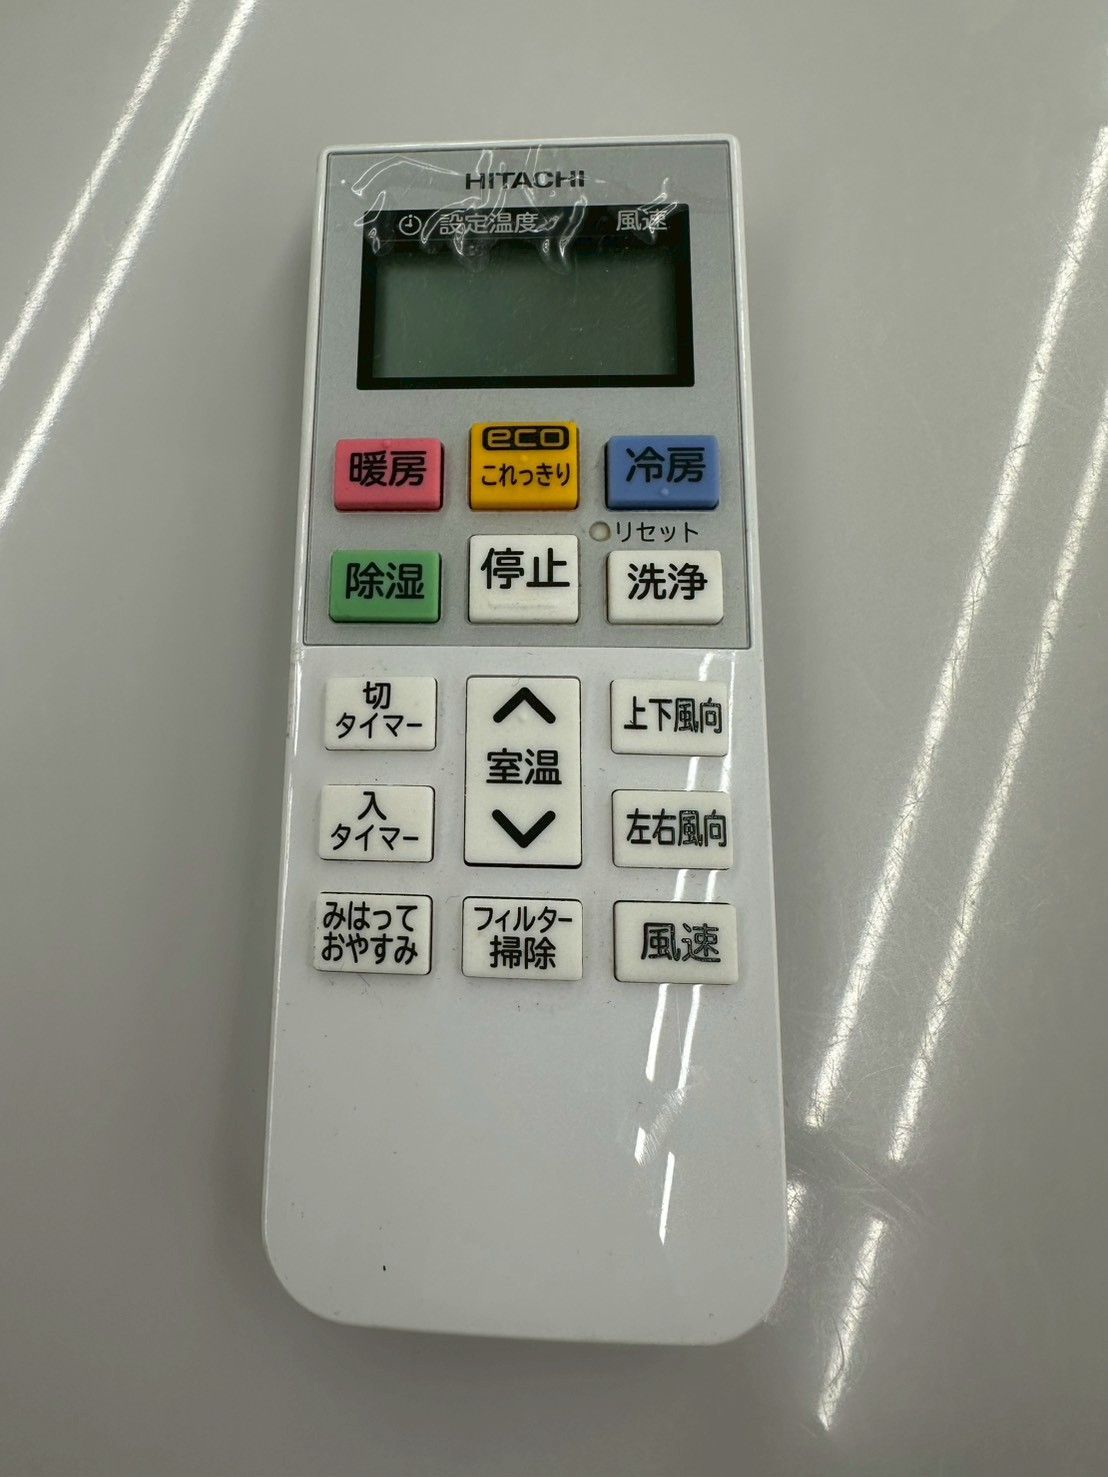 HITACHI
設定温度 風速
暖房
eco
これっきり
冷房
リセット
除湿
停止
洗浄
切
タイマー
室温
上下風向
入
タイマー
左右風向
みはって
おやすみ
フィルター
掃除
風速